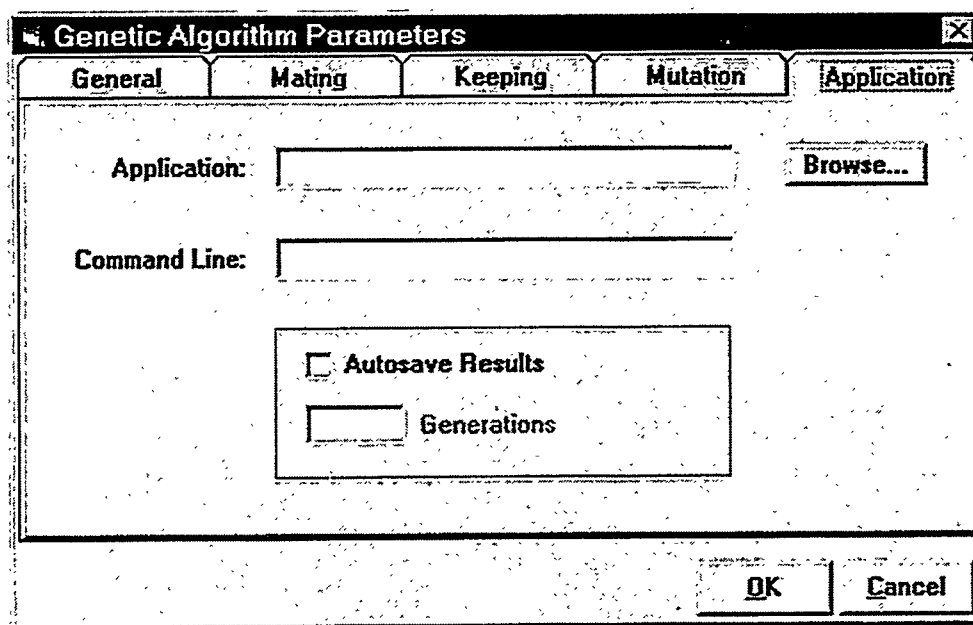 Genetic Algorithm Parameters
General Mating Keeping Mutation Application
Application: Browse...
Command Line:
Autosave Results
Generations
OK Cancel